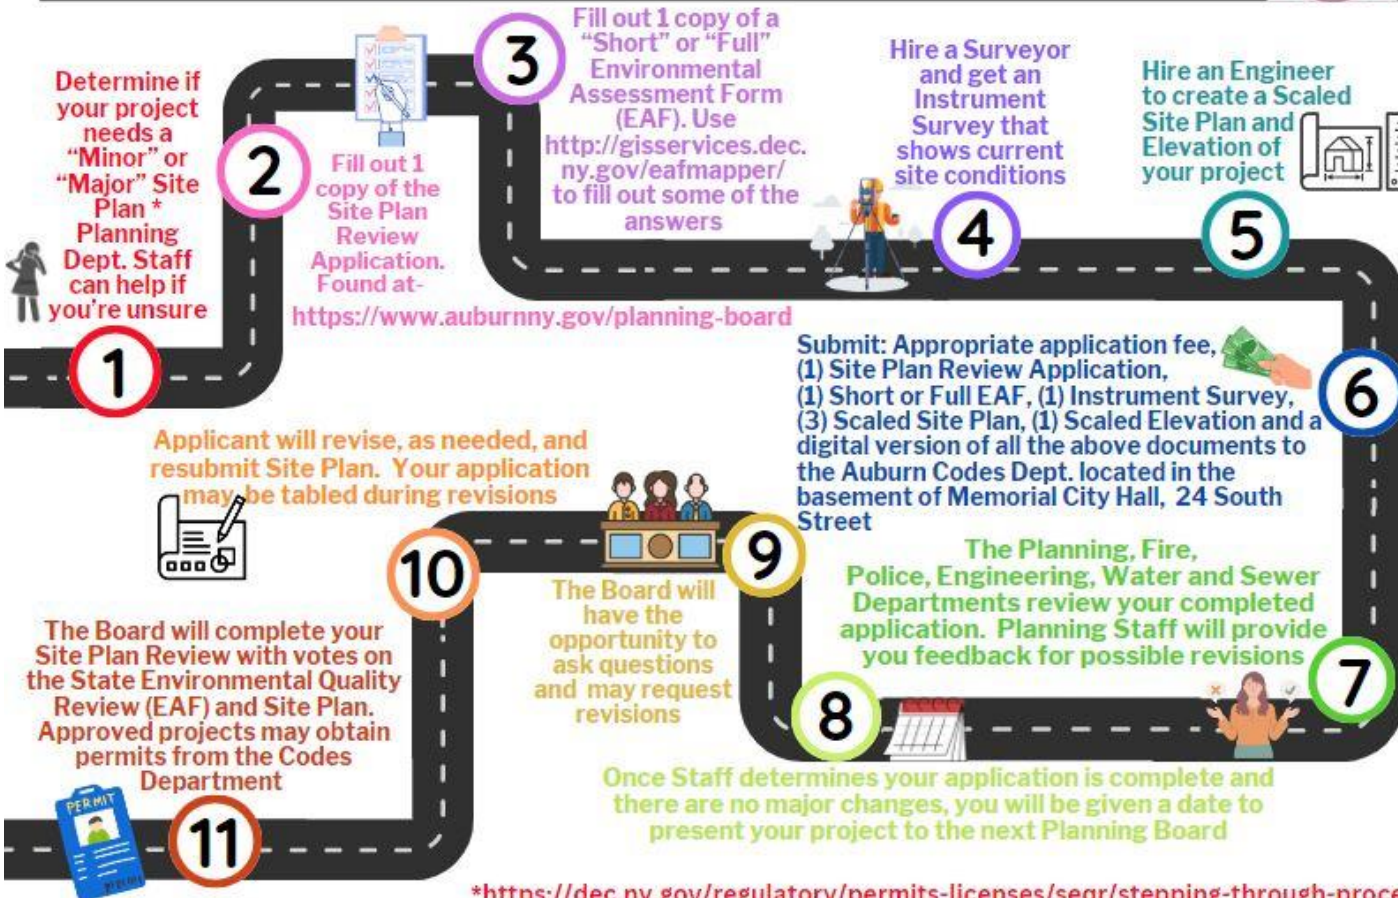 1
Determine if
your project
needs a
“Minor” or
“Major” Site
Plan *
Planning
Dept. Staff
can help if
you’re unsure
2
Fill out 1
copy of the
Site Plan
Review
Application.
Found at-
https://www.auburnny.gov/planning-board
3
Fill out 1 copy of a
“Short” or “Full”
Environmental
Assessment Form
(EAF). Use
http://gisservices.dec.
ny.gov/eafmapper/
to fill out some of the
answers
4
Hire a Surveyor
and get an
Instrument
Survey that
shows current
site conditions
5
Hire an Engineer
to create a Scaled
Site Plan and
Elevation of
your project
6
Submit: Appropriate application fee,
(1) Site Plan Review Application,
(1) Short or Full EAF, (1) Instrument Survey,
(3) Scaled Site Plan, (1) Scaled Elevation and a
digital version of all the above documents to
the Auburn Codes Dept. located in the
basement of Memorial City Hall, 24 South
Street
7
The Planning, Fire,
Police, Engineering, Water and Sewer
Departments review your completed
application. Planning Staff will provide
you feedback for possible revisions
8
Once Staff determines your application is complete and
there are no major changes, you will be given a date to
present your project to the next Planning Board
9
The Board will
have the
opportunity to
ask questions
and may request
revisions
10
Applicant will revise, as needed, and
resubmit Site Plan. Your application
may be tabled during revisions
11
The Board will complete your
Site Plan Review with votes on
the State Environmental Quality
Review (EAF) and Site Plan.
Approved projects may obtain
permits from the Codes
Department
PERMIT
*https://dec.ny.gov/regulatory/permits-licenses/seqr/stepping-through-proce